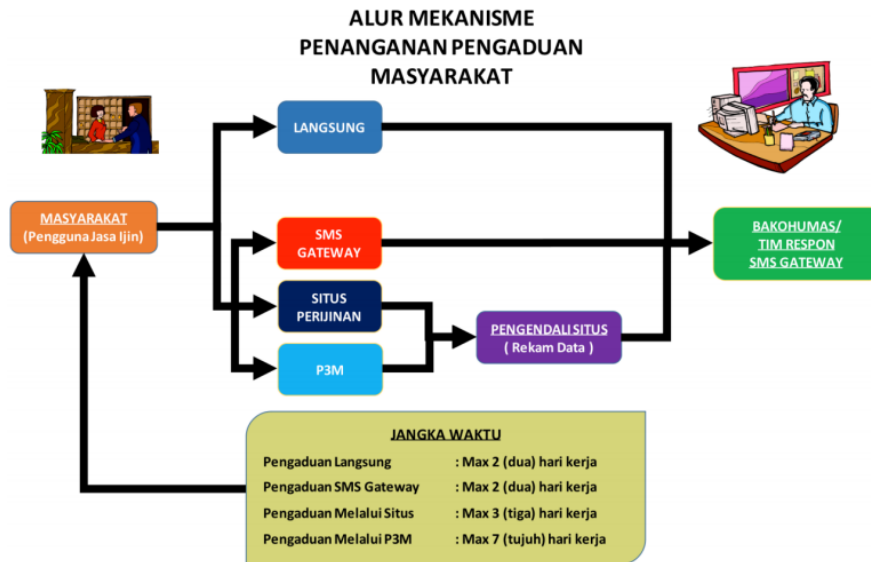 ALUR MEKANISME
PENANGANAN PENGADUAN
MASYARAKAT
LANGSUNG
MASYARAKAT
(Pengguna Jasa Ijin)
SMS
GATEWAY
BAKOHUMAS/
TIM RESPON
SMS GATEWAY
SITUS
PERIJINAN
PENGENDALI SITUS
( Rekam Data )
P3M
JANGKA WAKTU
Pengaduan Langsung : Max 2 (dua) hari kerja
Pengaduan SMS Gateway : Max 2 (dua) hari kerja
Pengaduan Melalui Situs : Max 3 (tiga) hari kerja
Pengaduan Melalui P3M : Max 7 (tujuh) hari kerja